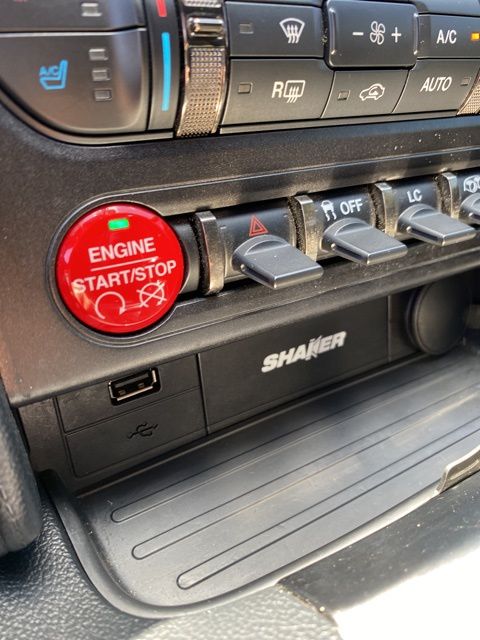 A/C
A/C
R
AUTO
ENGINE
START/STOP
OFF
LC
SHAKER